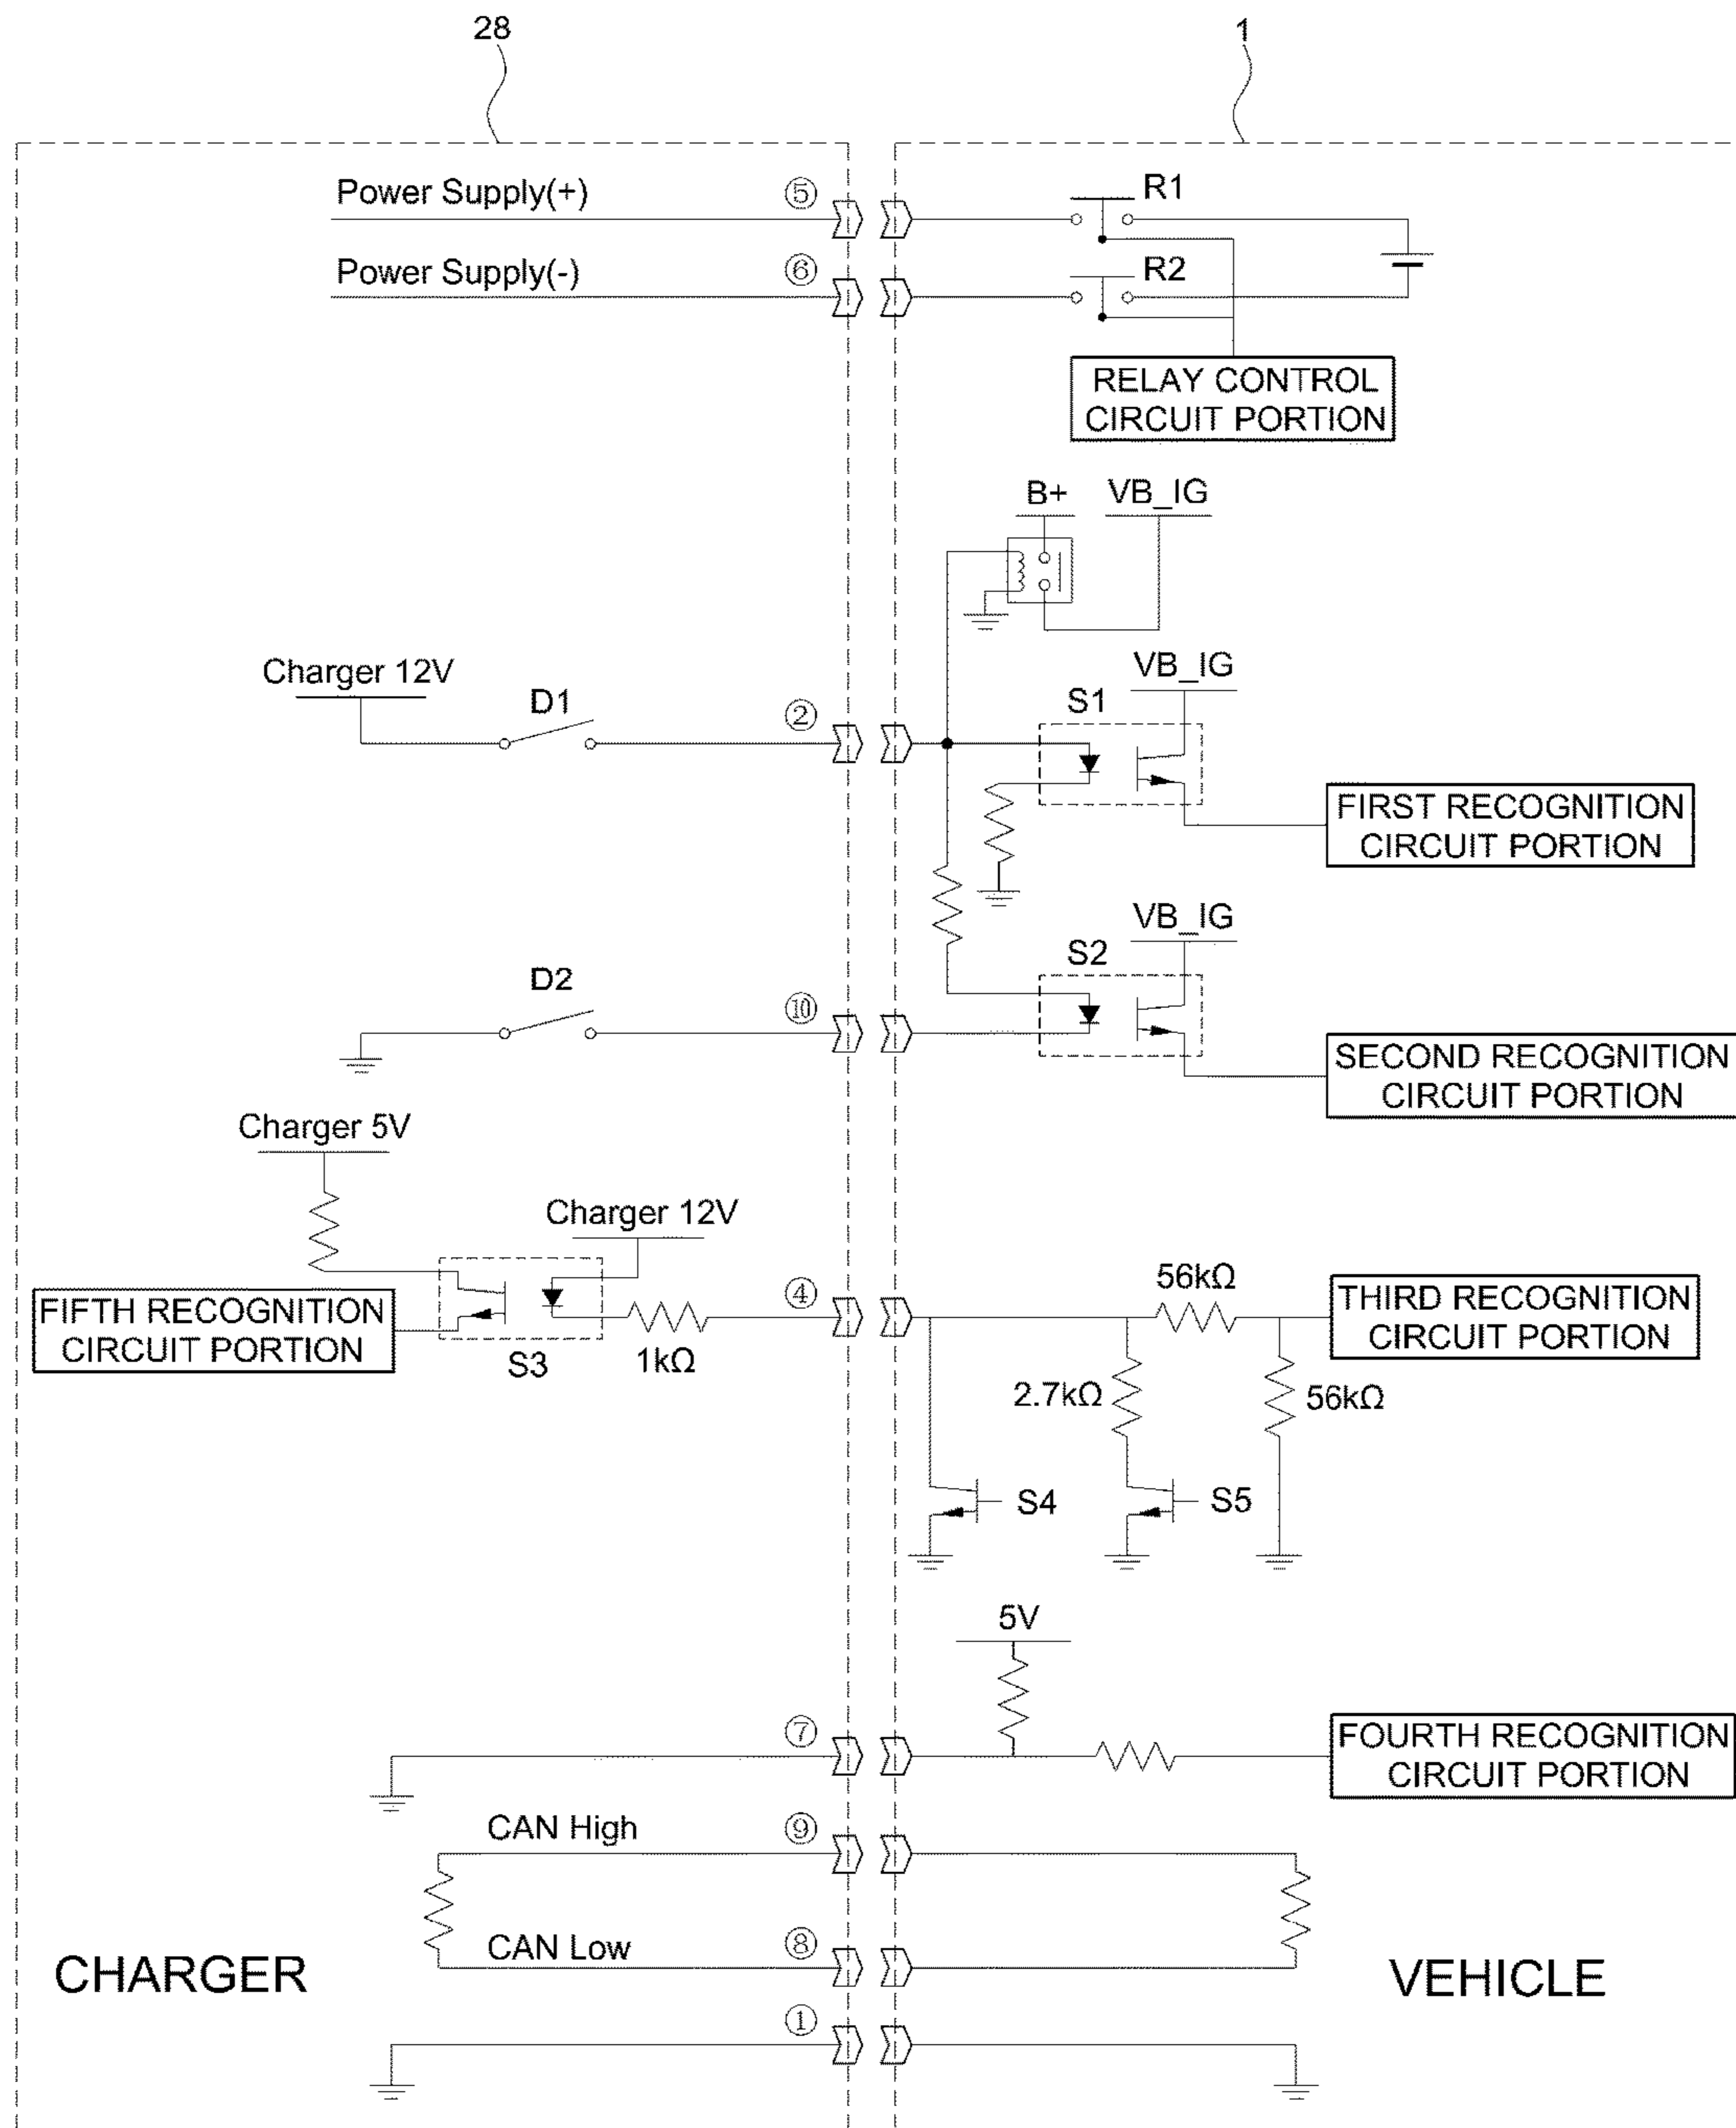 28
1
Power Supply(+)
⑤
R1
Power Supply(-)
⑥
R2
RELAY CONTROL
CIRCUIT PORTION
B+
VB_IG
Charger 12V
D1
②
S1
VB_IG
FIRST RECOGNITION
CIRCUIT PORTION
VB_IG
S2
D2
⑩
SECOND RECOGNITION
CIRCUIT PORTION
Charger 5V
Charger 12V
④
56kΩ
FIFTH RECOGNITION
CIRCUIT PORTION
S3
1kΩ
THIRD RECOGNITION
CIRCUIT PORTION
2.7kΩ
56kΩ
S4
S5
5V
⑦
FOURTH RECOGNITION
CIRCUIT PORTION
CAN High
⑨
CAN Low
⑧
CHARGER
VEHICLE
①